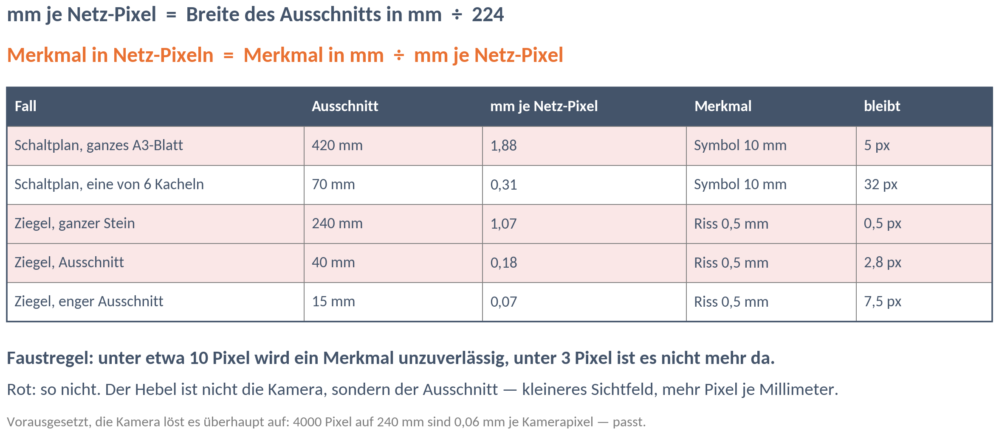 mm je Netz-Pixel = Breite des Ausschnitts in mm ÷ 224
Merkmal in Netz-Pixeln = Merkmal in mm ÷ mm je Netz-Pixel
Fall Ausschnitt mm je Netz-Pixel Merkmal bleibt
Schaltplan, ganzes A3-Blatt 420 mm 1,88 Symbol 10 mm 5 px
Schaltplan, eine von 6 Kacheln 70 mm 0,31 Symbol 10 mm 32 px
Ziegel, ganzer Stein 240 mm 1,07 Riss 0,5 mm 0,5 px
Ziegel, Ausschnitt 40 mm 0,18 Riss 0,5 mm 2,8 px
Ziegel, enger Ausschnitt 15 mm 0,07 Riss 0,5 mm 7,5 px
Faustregel: unter etwa 10 Pixel wird ein Merkmal unzuverlässig, unter 3 Pixel ist es nicht mehr da.
Rot: so nicht. Der Hebel ist nicht die Kamera, sondern der Ausschnitt — kleineres Sichtfeld, mehr Pixel je Millimeter.
Vorausgesetzt, die Kamera löst es überhaupt auf: 4000 Pixel auf 240 mm sind 0,06 mm je Kamerapixel — passt.